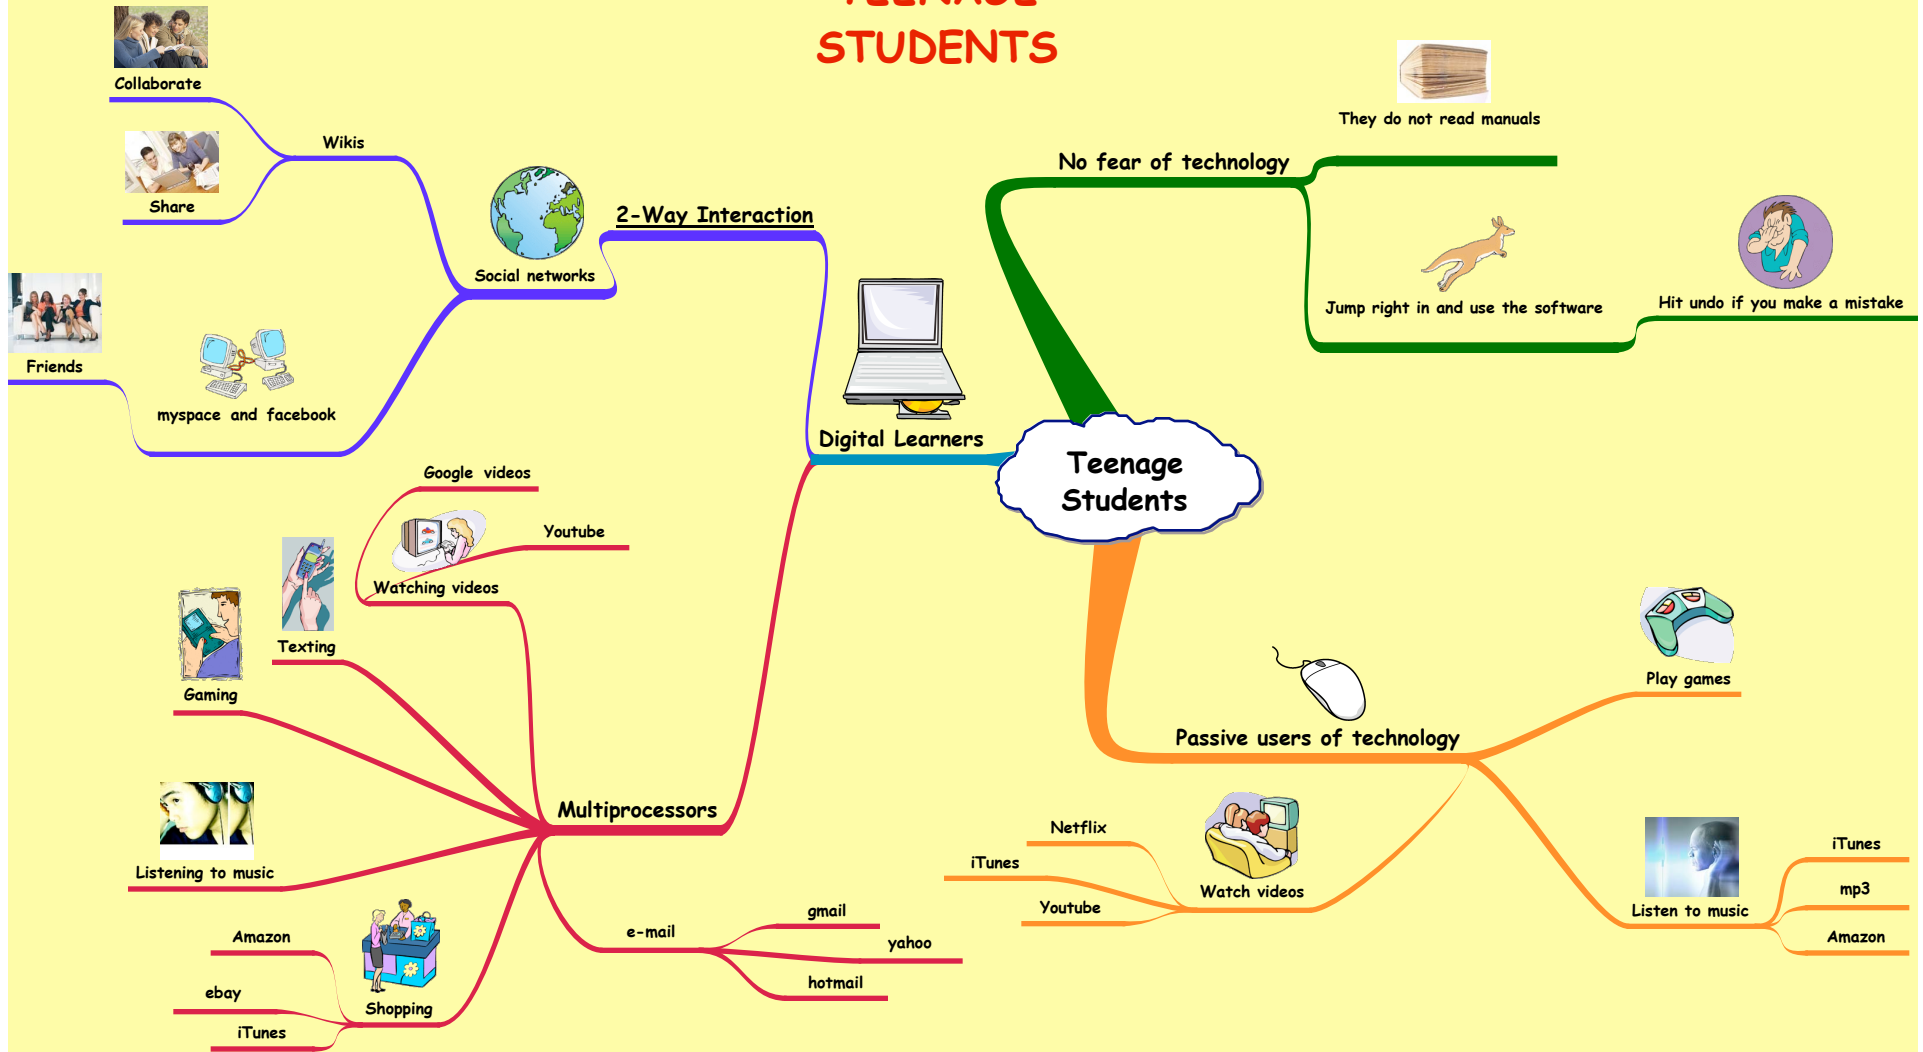 TEENAGE
STUDENTS
Collaborate
Share
Wikis
Friends
myspace and facebook
Social networks
2-Way Interaction
Digital Learners
Teenage
Students
No fear of technology
They do not read manuals
Jump right in and use the software
Hit undo if you make a mistake
Google videos
Youtube
Watching videos
Texting
Gaming
Listening to music
Multiprocessors
Amazon
ebay
iTunes
Shopping
e-mail
gmail
yahoo
hotmail
Passive users of technology
Play games
Netflix
iTunes
Youtube
Watch videos
Listen to music
iTunes
mp3
Amazon